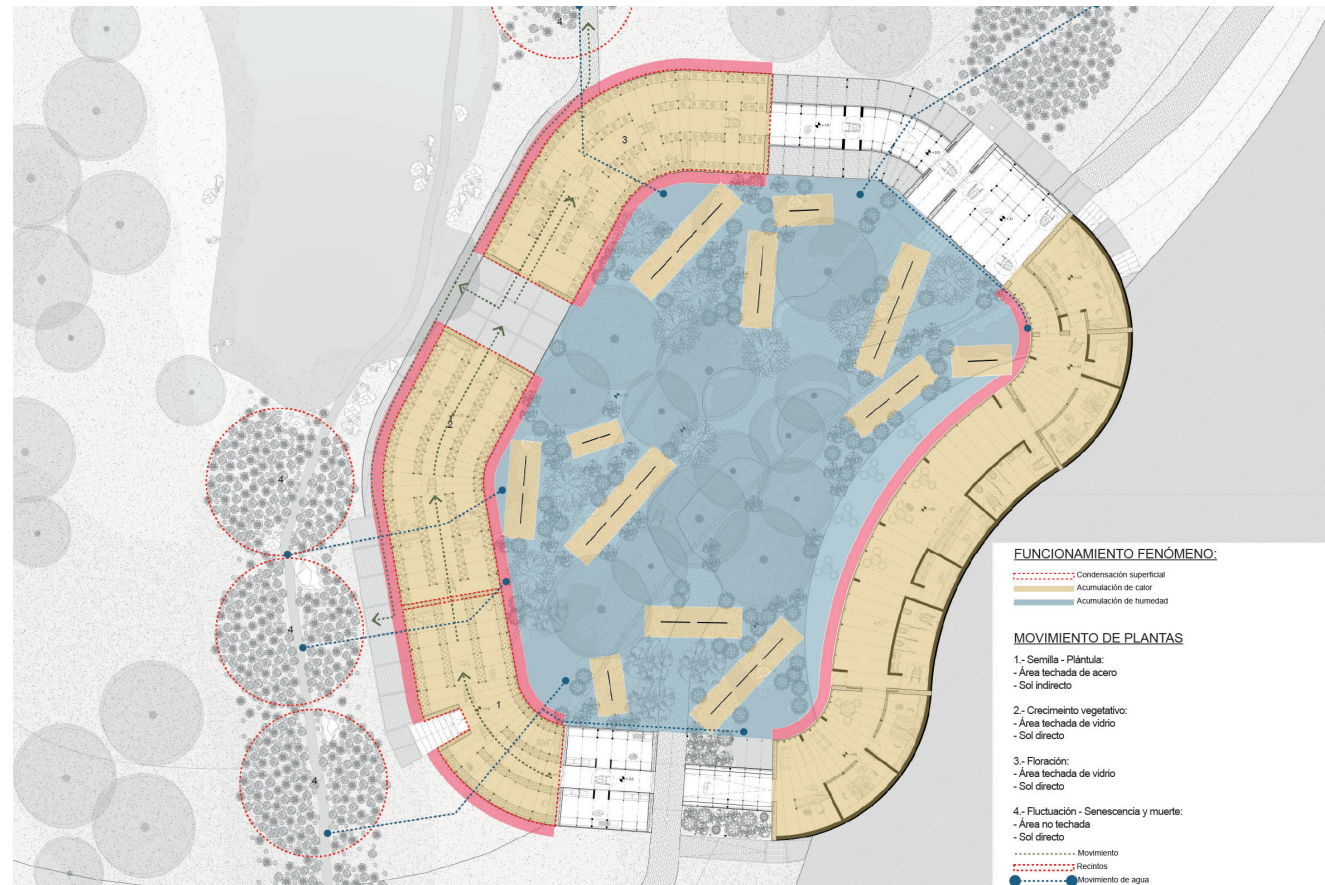 4
3
2
4
4
1
4
FUNCIONAMIENTO FENÓMENO:
Condensación superficial
Acumulación de calor
Acumulación de humedad
MOVIMIENTO DE PLANTAS
1.- Semilla - Plántula:
- Área techada de acero
- Sol indirecto
2.- Crecimeinto vegetativo:
- Área techada de vidrio
- Sol directo
3.- Floración:
- Área techada de vidrio
- Sol directo
4.- Fluctuación - Senescencia y muerte:
- Área no techada
- Sol directo
Movimiento
Recintos
Movimiento de agua